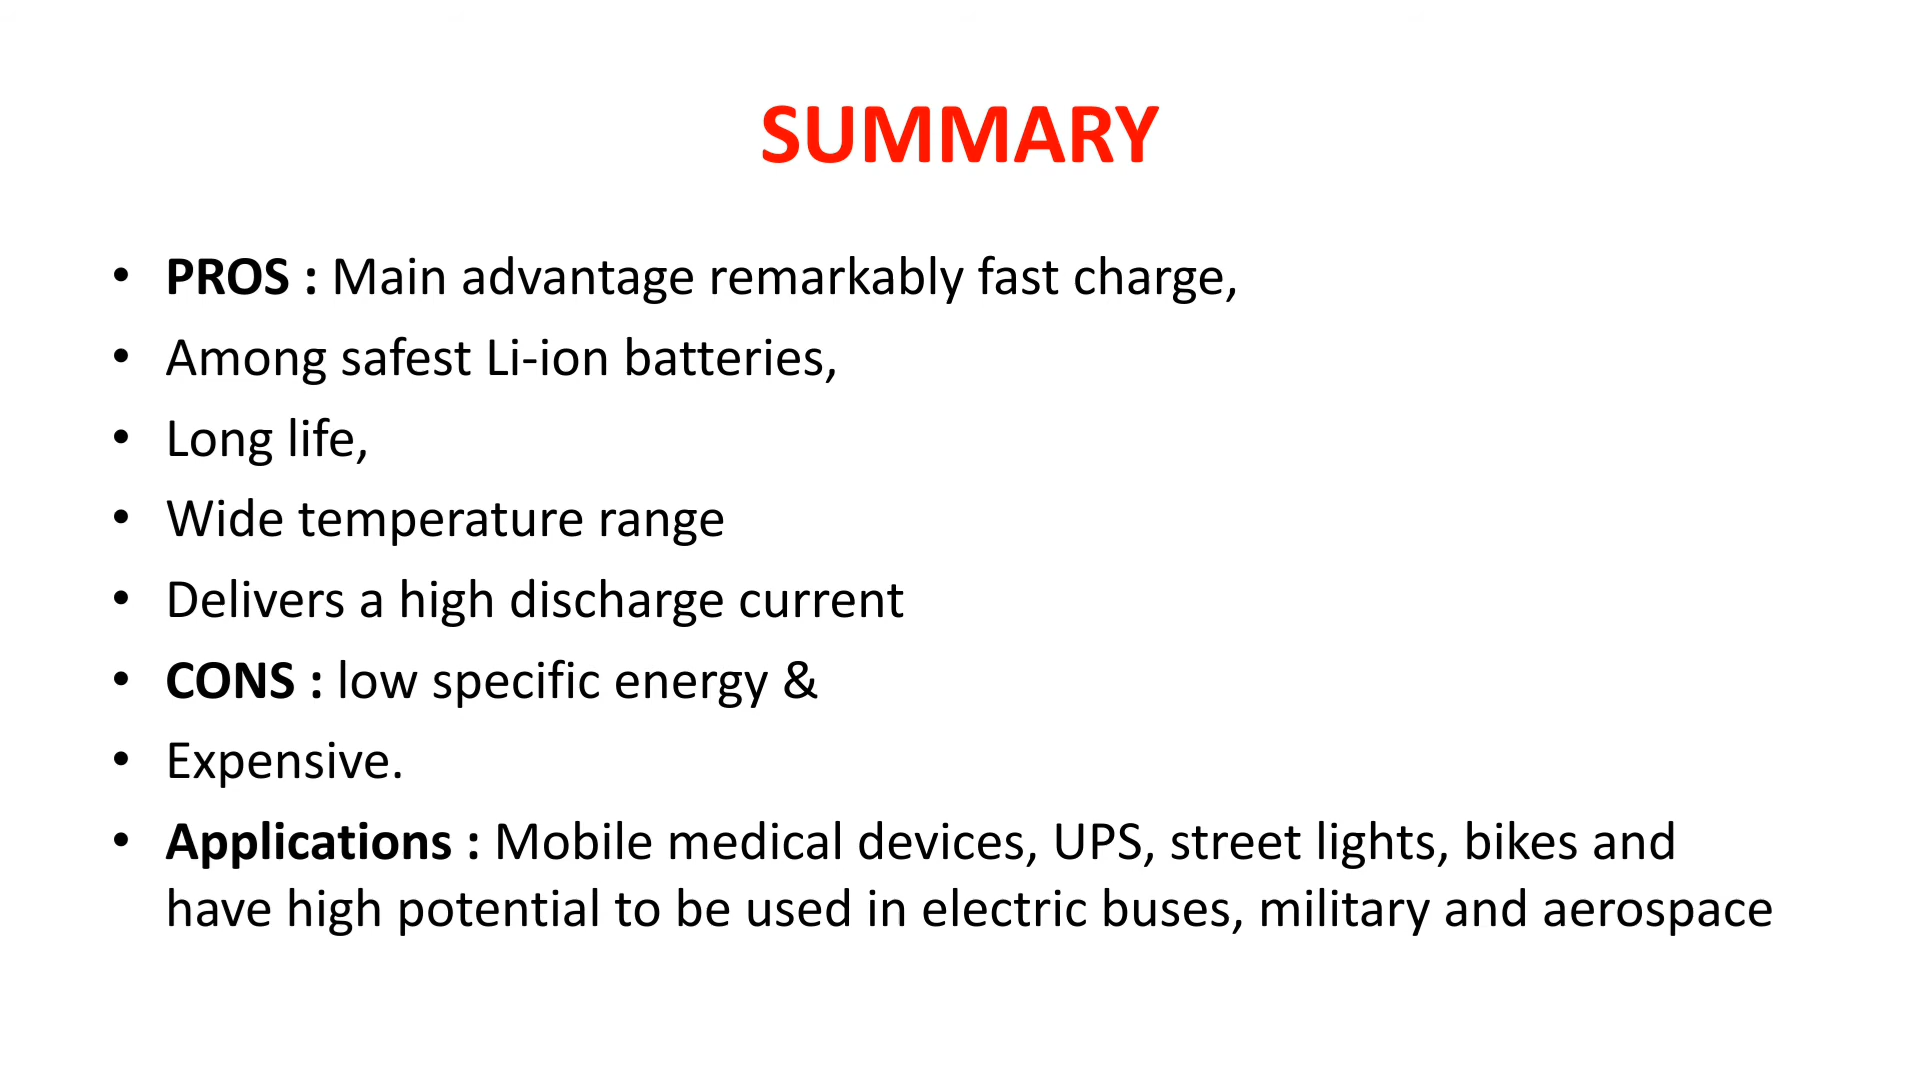 SUMMARY
• PROS : Main advantage remarkably fast charge,
• Among safest Li-ion batteries,
• Long life,
• Wide temperature range
• Delivers a high discharge current
• CONS : low specific energy &
• Expensive.
• Applications : Mobile medical devices, UPS, street lights, bikes and
have high potential to be used in electric buses, military and aerospace